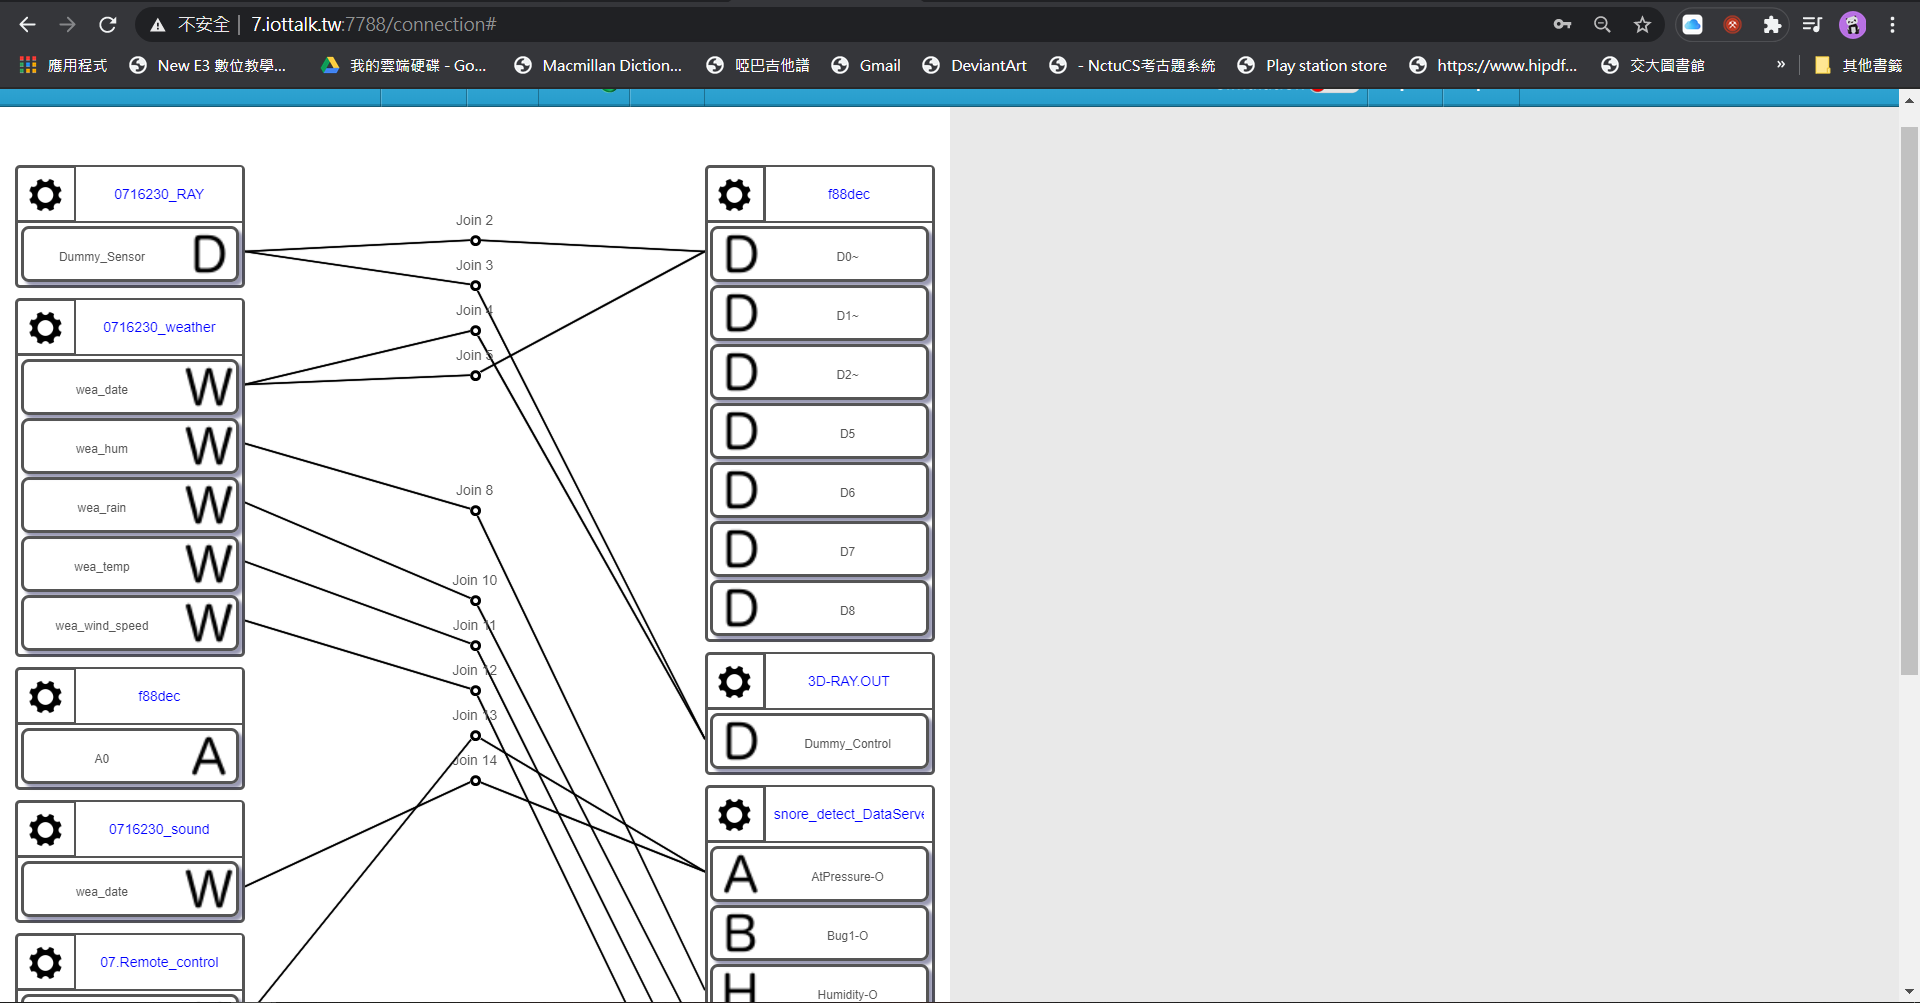 不安全 7.iottalk.tw:7788/connection#
應用程式 New E3 數位教學... 我的雲端硬碟 - Go... Macmillan Diction... 啞巴吉他譜 Gmail DeviantArt - NctuCS考古題系統 Play station store https://www.hipdf... 交大圖書館 » 其他書籤
0716230_RAY
Dummy_Sensor D
0716230_weather
wea_date W
wea_hum W
wea_rain W
wea_temp W
wea_wind_speed W
f88dec
A0 A
0716230_sound
wea_date W
07.Remote_control
Join 2
Join 3
Join 4
Join 5
Join 8
Join 10
Join 11
Join 12
Join 13
Join 14
f88dec
D D0~
D D1~
D D2~
D D5
D D6
D D7
D D8
3D-RAY.OUT
D Dummy_Control
snore_detect_DataServe
A AtPressure-O
B Bug1-O
H Humidity-O